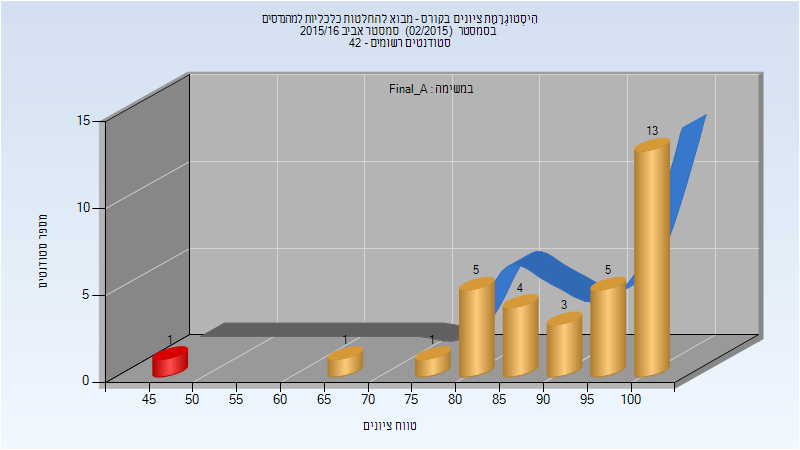 הִיסְטוֹגְרָמַת ציונים בקורס - מבוא להחלטות כלכליות למהנדסים
בסמסטר (02/2015) סמסטר אביב 2015/16
סטודנטים רשומים - 42
במשימה : Final_A
15
10
5
0
מספר סטודנטים
1
1
1
5
4
3
5
13
45 50 55 60 65 70 75 80 85 90 95 100
טווח ציונים